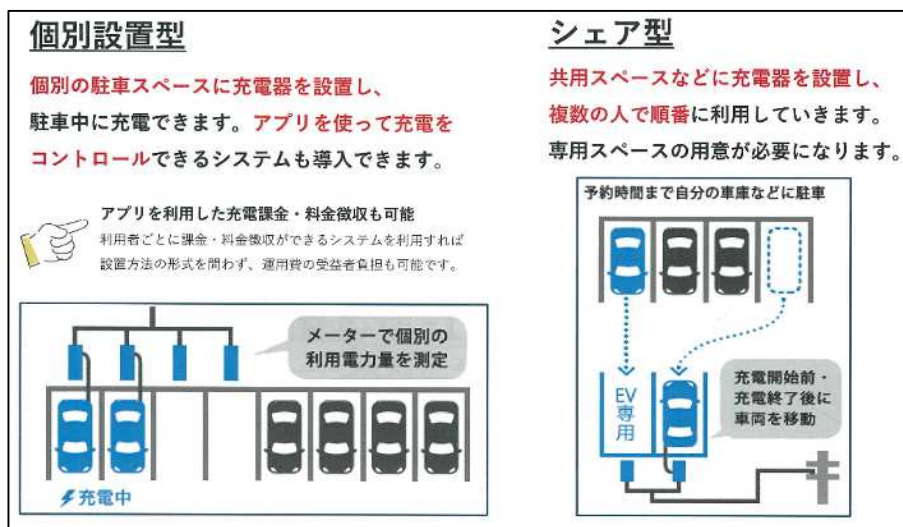 個別設置型
個別の駐車スペースに充電器を設置し、
駐車中に充電できます。アプリを使って充電を
コントロールできるシステムも導入できます。
アプリを利用した充電課金・料金徴収も可能
利用者ごとに課金・料金徴収ができるシステムを利用すれば
設置方法の形式を問わず、運用費の受益者負担も可能です。
メーターで個別の
利用電力量を測定
充電中
シェア型
共用スペースなどに充電器を設置し、
複数の人で順番に利用していきます。
専用スペースの用意が必要になります。
予約時間まで自分の車庫などに駐車
EV専用
充電開始前・
充電終了後に
車両を移動